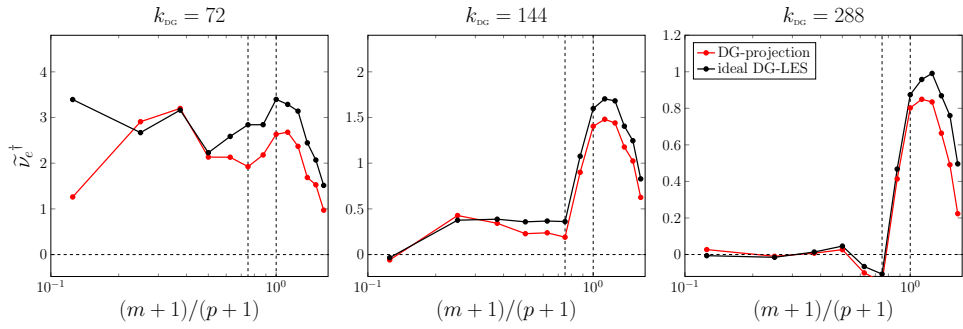 k_DG = 72
k_DG = 144
k_DG = 288
ν̃_e^†
4
3
2
1
0
2
1.5
1
0.5
0
1.2
1
0.8
0.6
0.4
0.2
0
DG-projection
ideal DG-LES
10^−1
10^0
10^−1
10^0
10^−1
10^0
(m + 1)/(p + 1)
(m + 1)/(p + 1)
(m + 1)/(p + 1)